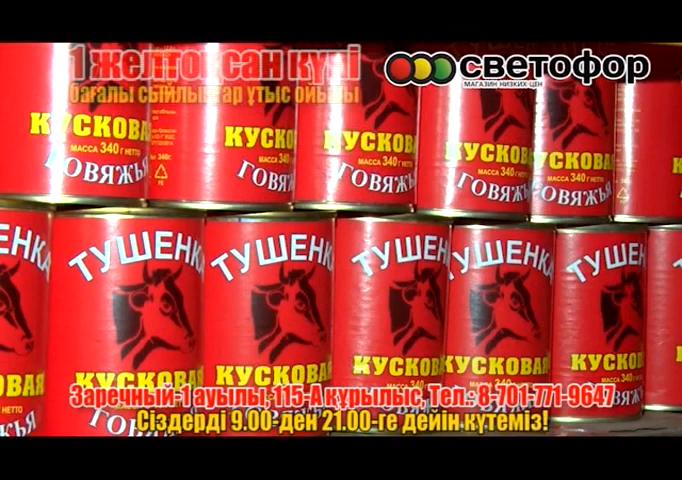 1 желтоқсан күні
бағалы сыйлықтар ұтыс ойыны
светофор
МАГАЗИН НИЗКИХ ЦЕН
КУСКОВАЯ
МАССА 340 Г НЕТТО
ГОВЯЖЬЯ
ТУШЕНКА
КУСКОВАЯ
Заречный-1 ауылы, 115-А құрылыс, Тел.: 8-701-771-9647
Сіздерді 9.00-ден 21.00-ге дейін күтеміз!